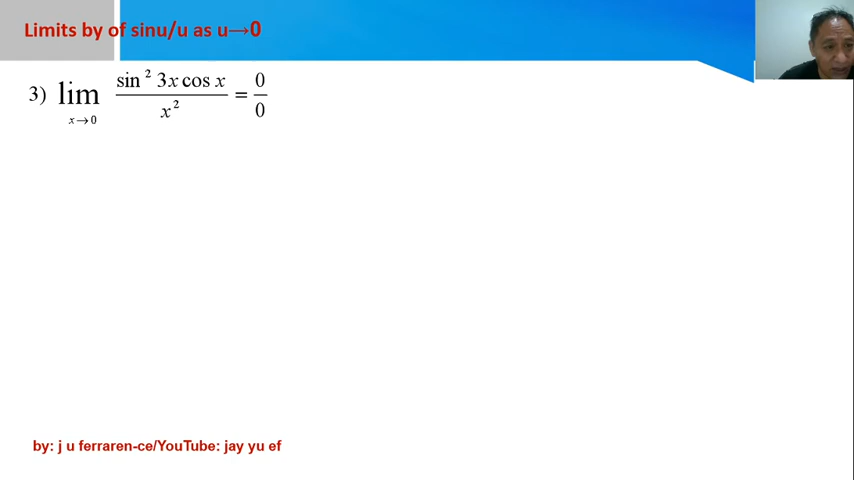 Limits by of sinu/u as u→0
3) lim x→0 sin² 3x cos x / x² = 0/0
by: j u ferraren-ce/YouTube: jay yu ef